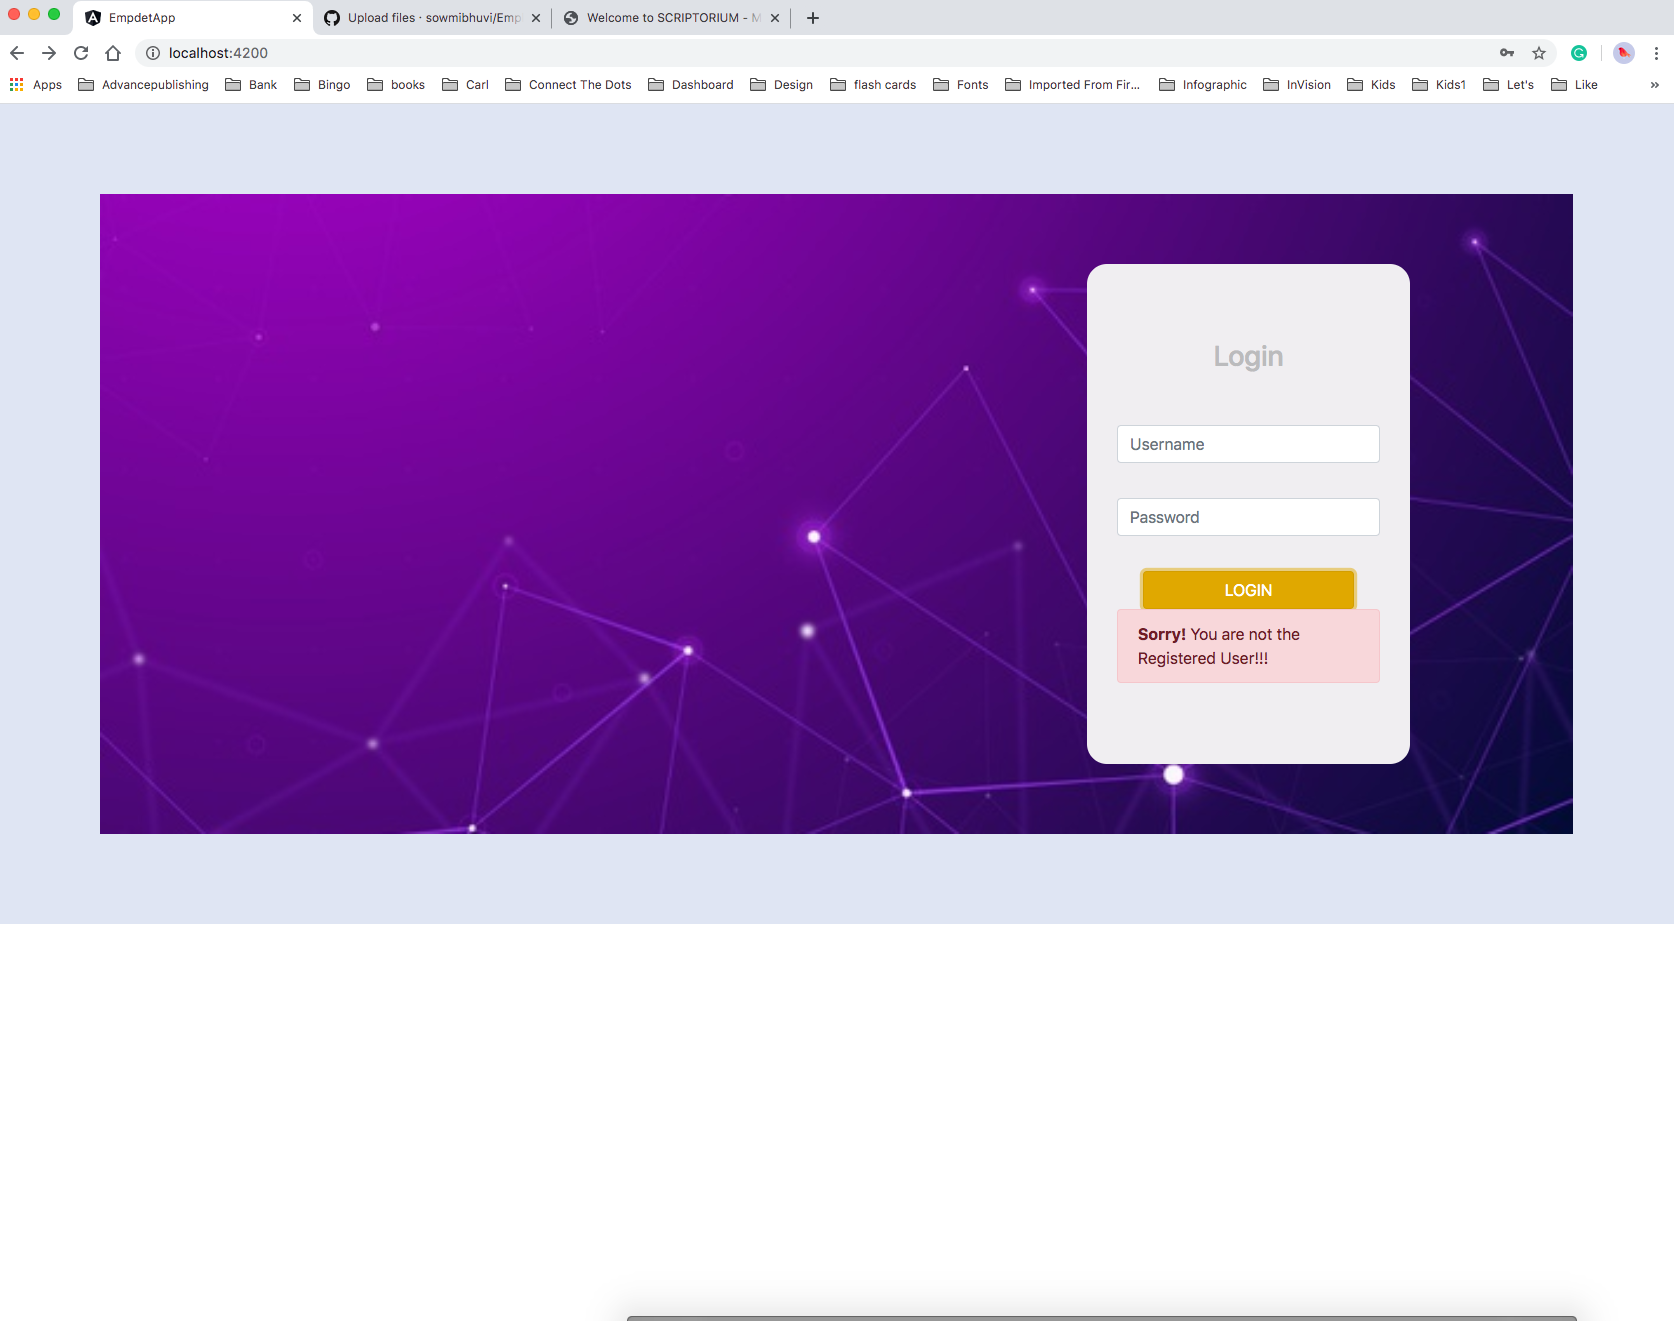 EmpdetApp
Upload files · sowmibhuvi/Emp
Welcome to SCRIPTORIUM - M
localhost:4200
Apps
Advancepublishing
Bank
Bingo
books
Carl
Connect The Dots
Dashboard
Design
flash cards
Fonts
Imported From Fir...
Infographic
InVision
Kids
Kids1
Let's
Like
»
Login
Username
Password
LOGIN
Sorry! You are not the
Registered User!!!